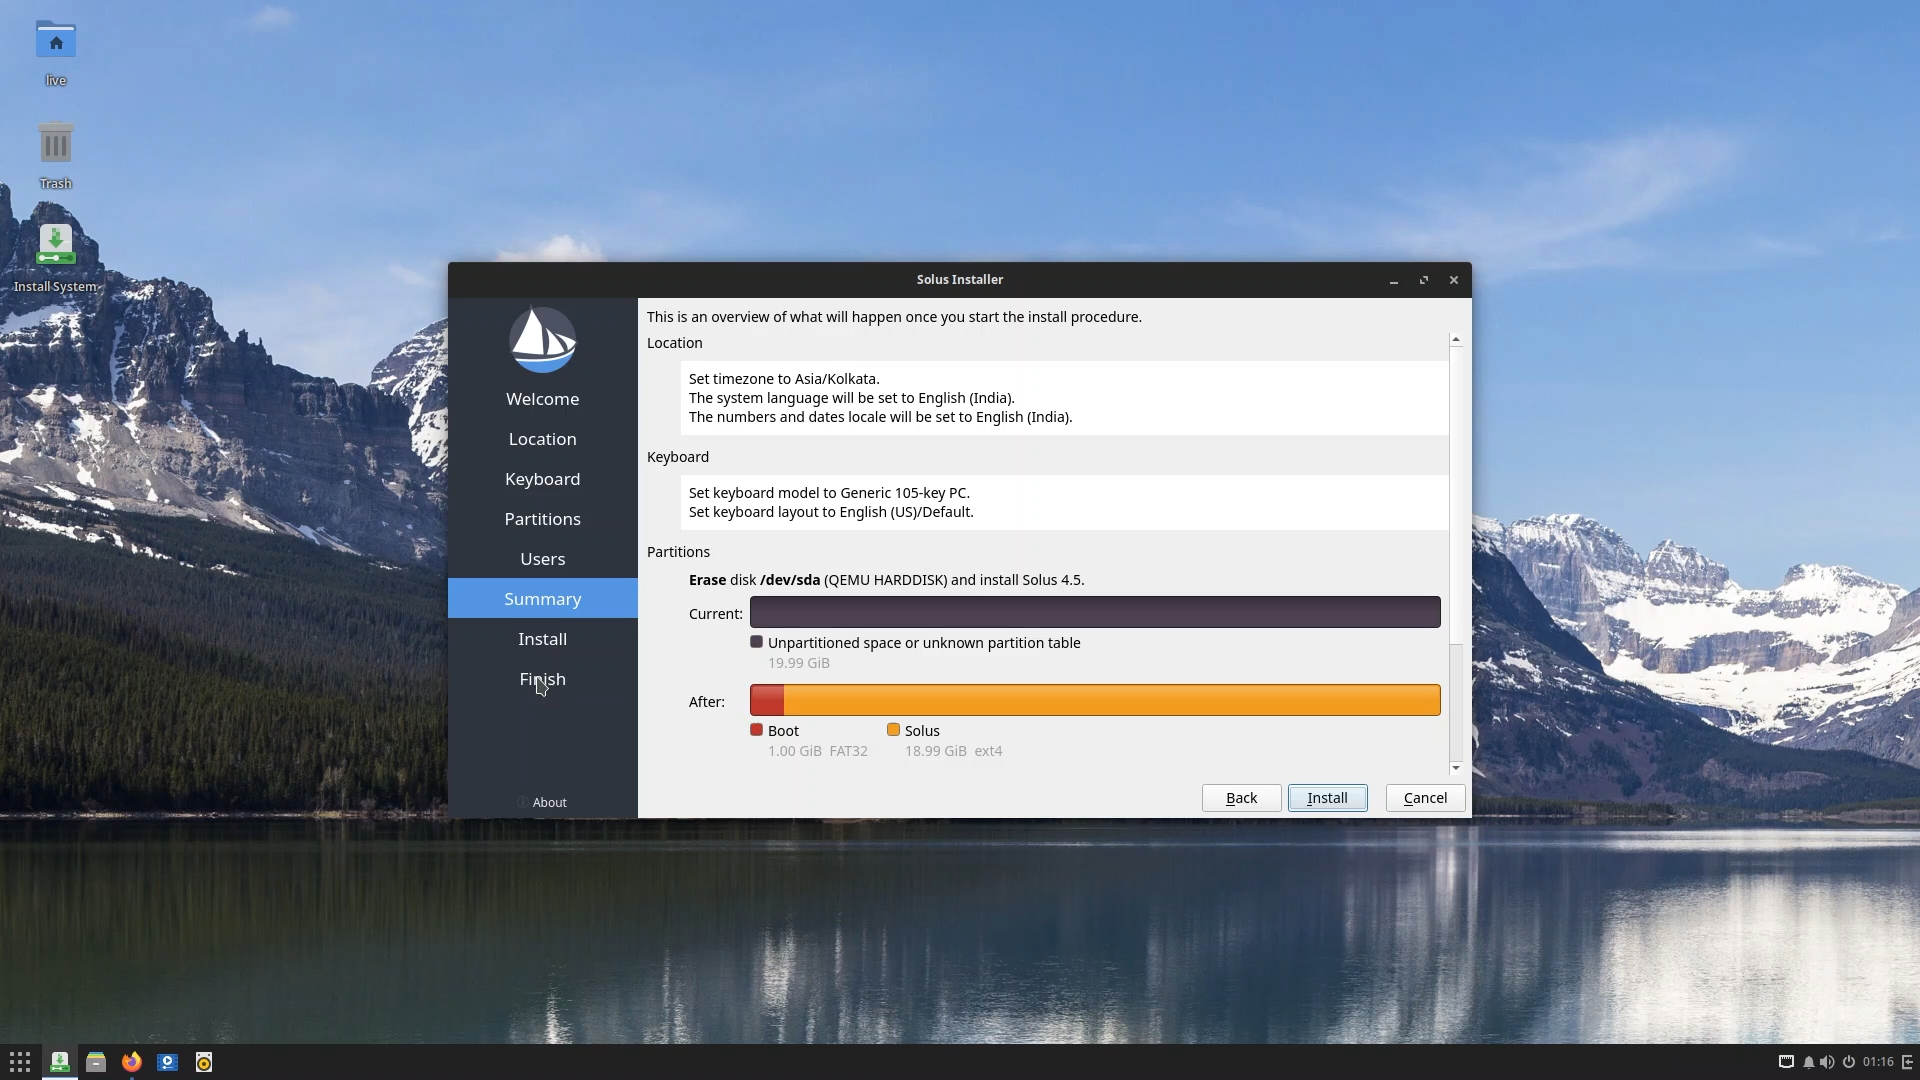 live
Trash
Install System
Solus Installer
Welcome
Location
Keyboard
Partitions
Users
Summary
Install
Finish
About
This is an overview of what will happen once you start the install procedure.
Location
Set timezone to Asia/Kolkata.
The system language will be set to English (India).
The numbers and dates locale will be set to English (India).
Keyboard
Set keyboard model to Generic 105-key PC.
Set keyboard layout to English (US)/Default.
Partitions
Erase disk /dev/sda (QEMU HARDDISK) and install Solus 4.5.
Current:
Unpartitioned space or unknown partition table
19.99 GiB
After:
Boot Solus
1.00 GiB FAT32 18.99 GiB ext4
Back Install Cancel
01:16